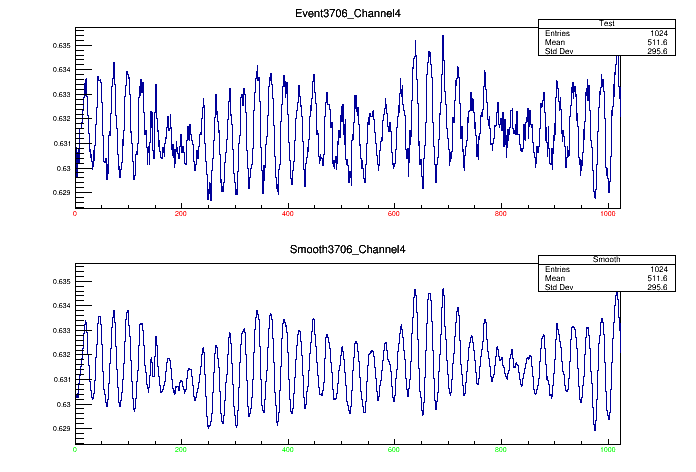 Event3706_Channel4
Test
Entries 1024
Mean 511.6
Std Dev 295.6
0.635
0.634
0.633
0.632
0.631
0.63
0.629
0 200 400 600 800 1000
Smooth3706_Channel4
Smooth
Entries 1024
Mean 511.6
Std Dev 295.6
0.635
0.634
0.633
0.632
0.631
0.63
0.629
0 200 400 600 800 1000